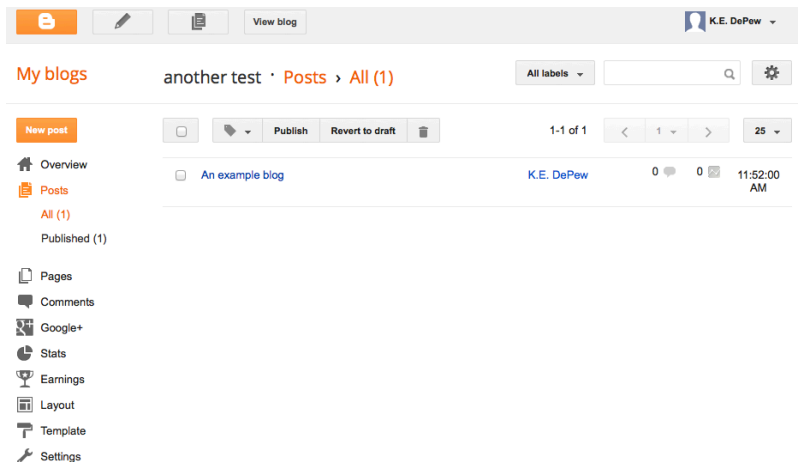 View blog
K.E. DePew
My blogs
another test · Posts › All (1)
All labels
New post
Publish
Revert to draft
1-1 of 1
1
25
Overview
Posts
All (1)
Published (1)
An example blog
K.E. DePew
0
0
11:52:00
AM
Pages
Comments
Google+
Stats
Earnings
Layout
Template
Settings